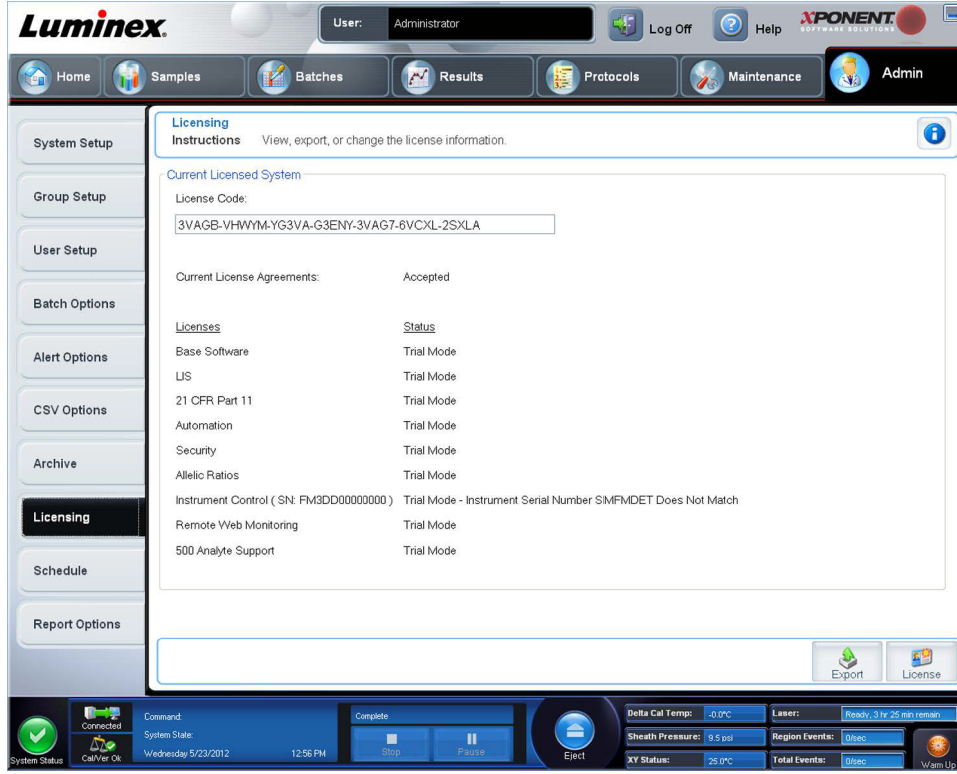 Luminex.
User: Administrator
Log Off
Help
XPONENT.
SOFTWARE SOLUTIONS
Home
Samples
Batches
Results
Protocols
Maintenance
Admin
System Setup
Group Setup
User Setup
Batch Options
Alert Options
CSV Options
Archive
Licensing
Schedule
Report Options
Licensing
Instructions View, export, or change the license information.
Current Licensed System
License Code:
3VAGB-VHWYM-YG3VA-G3ENY-3VAG7-6VCXL-2SXLA
Current License Agreements: Accepted
Licenses Status
Base Software Trial Mode
LIS Trial Mode
21 CFR Part 11 Trial Mode
Automation Trial Mode
Security Trial Mode
Allelic Ratios Trial Mode
Instrument Control ( SN: FM3DD00000000 ) Trial Mode - Instrument Serial Number SIMFMDET Does Not Match
Remote Web Monitoring Trial Mode
500 Analyte Support Trial Mode
Export
License
System Status
Connected
Cal/Ver Ok
Command:
System State:
Wednesday 5/23/2012 12:56 PM
Complete
Stop
Pause
Eject
Delta Cal Temp: -0.0°C
Sheath Pressure: 9.5 psi
XY Status: 25.0°C
Laser: Ready, 3 hr 25 min remain
Region Events: 0/sec
Total Events: 0/sec
Warm Up